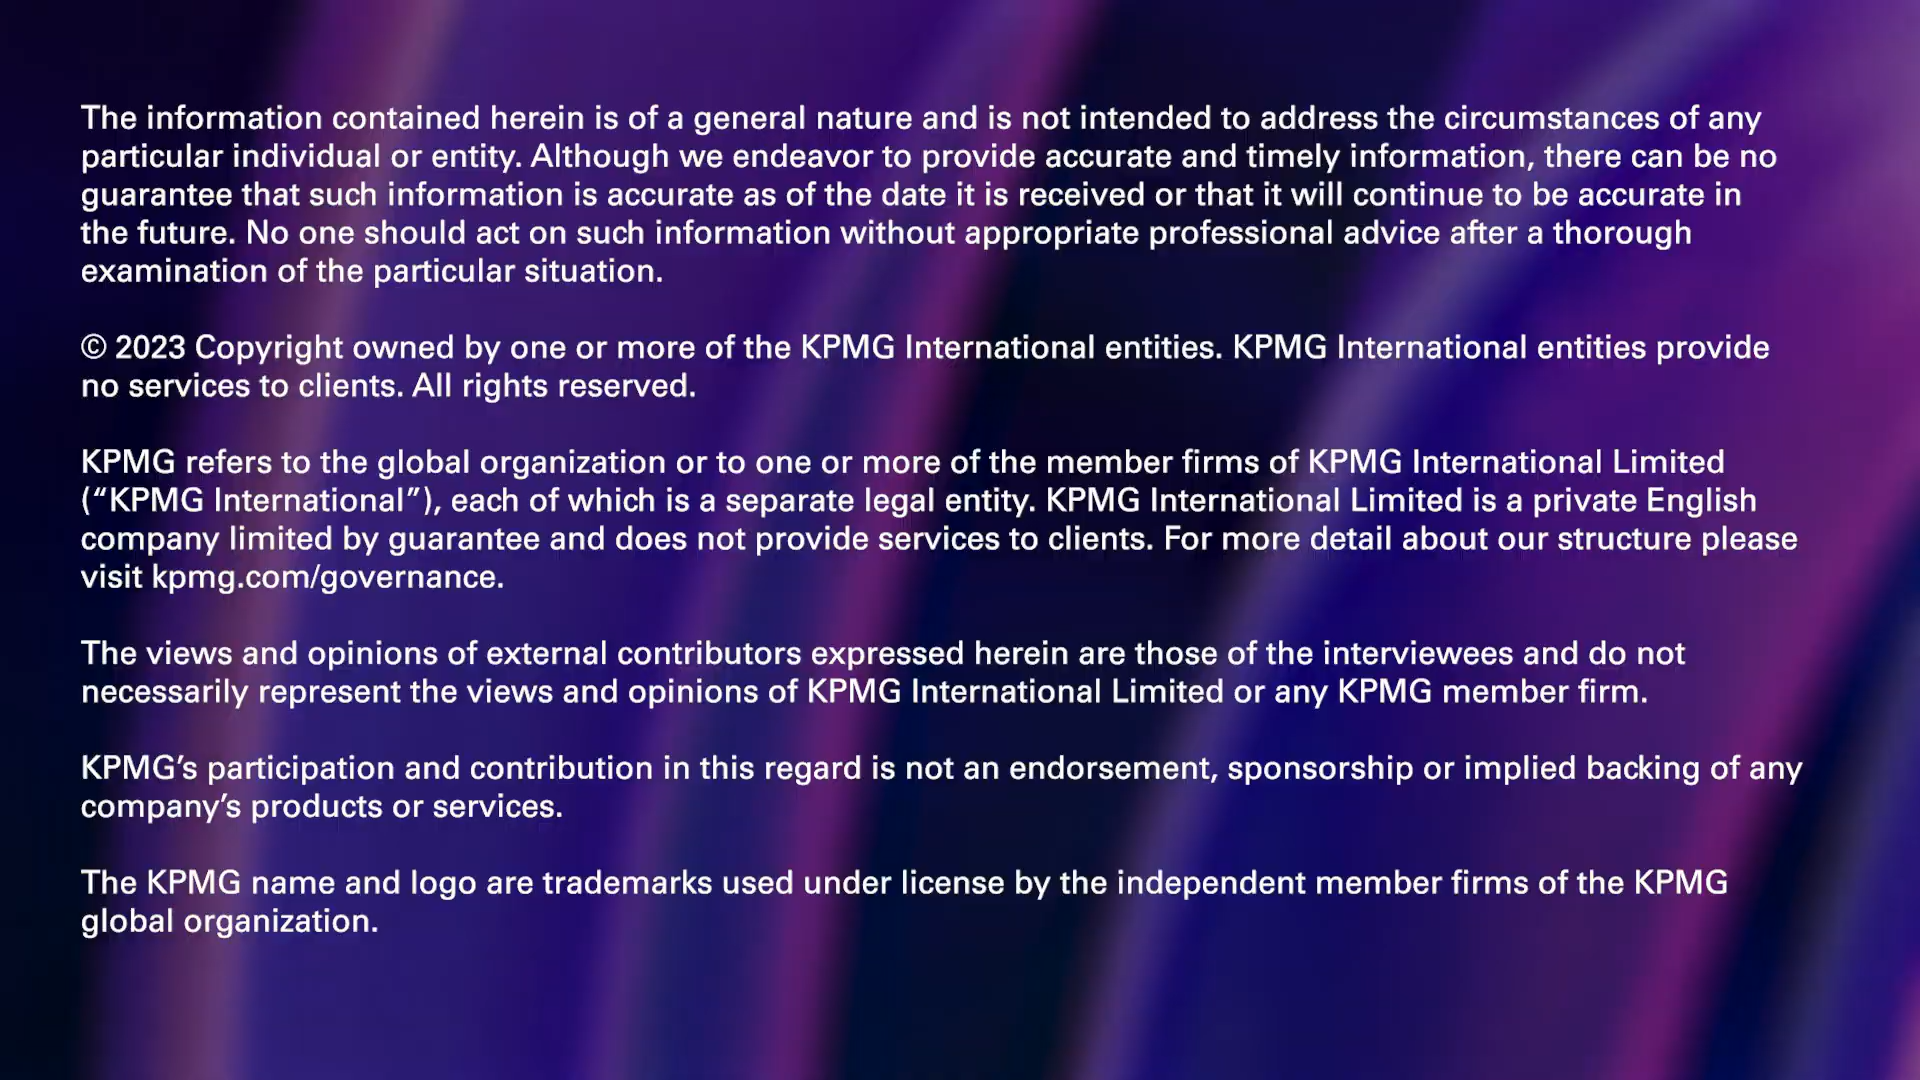 The information contained herein is of a general nature and is not intended to address the circumstances of any
particular individual or entity. Although we endeavor to provide accurate and timely information, there can be no
guarantee that such information is accurate as of the date it is received or that it will continue to be accurate in
the future. No one should act on such information without appropriate professional advice after a thorough
examination of the particular situation.
© 2023 Copyright owned by one or more of the KPMG International entities. KPMG International entities provide
no services to clients. All rights reserved.
KPMG refers to the global organization or to one or more of the member firms of KPMG International Limited
(“KPMG International”), each of which is a separate legal entity. KPMG International Limited is a private English
company limited by guarantee and does not provide services to clients. For more detail about our structure please
visit kpmg.com/governance.
The views and opinions of external contributors expressed herein are those of the interviewees and do not
necessarily represent the views and opinions of KPMG International Limited or any KPMG member firm.
KPMG’s participation and contribution in this regard is not an endorsement, sponsorship or implied backing of any
company’s products or services.
The KPMG name and logo are trademarks used under license by the independent member firms of the KPMG
global organization.